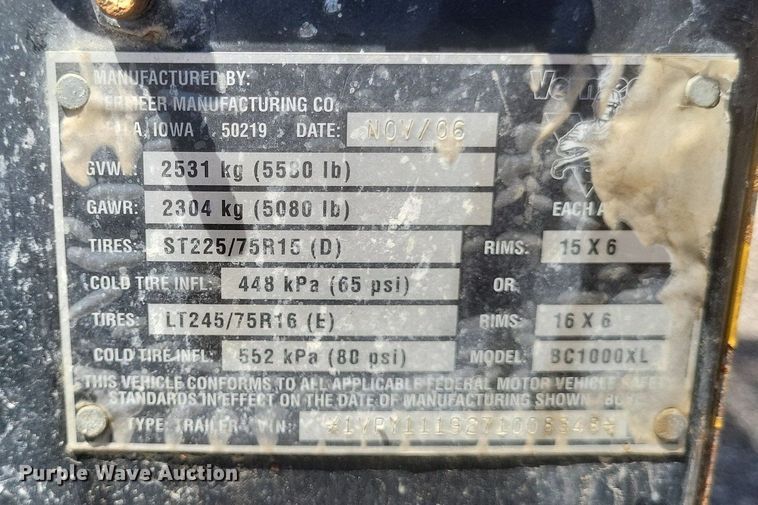 MANUFACTURED BY:
ERMEER MANUFACTURING CO.
LA, IOWA 50219 DATE: NOV/06
GVWR: 2531 kg (5580 lb)
GAWR: 2304 kg (5080 lb)
EACH A
TIRES: ST225/75R15 (D) RIMS: 15 X 6
COLD TIRE INFL: 448 kPa (65 psi) OR
TIRES: LT245/75R16 (E) RIMS: 16 X 6
COLD TIRE INFL: 552 kPa (80 psi) MODEL: BC1000XL
THIS VEHICLE CONFORMS TO ALL APPLICABLE FEDERAL MOTOR VEHICLE SAFE
STANDARDS IN EFFECT ON THE DATE OF MANUFACTURING SHOWN ABOVE
TYPE: TRAILER VIN:
Purple Wave Auction